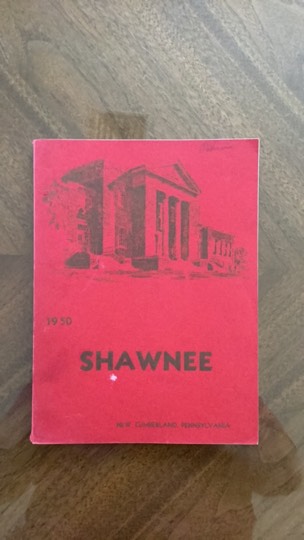 1950
SHAWNEE
NEW CUMBERLAND, PENNSYLVANIA